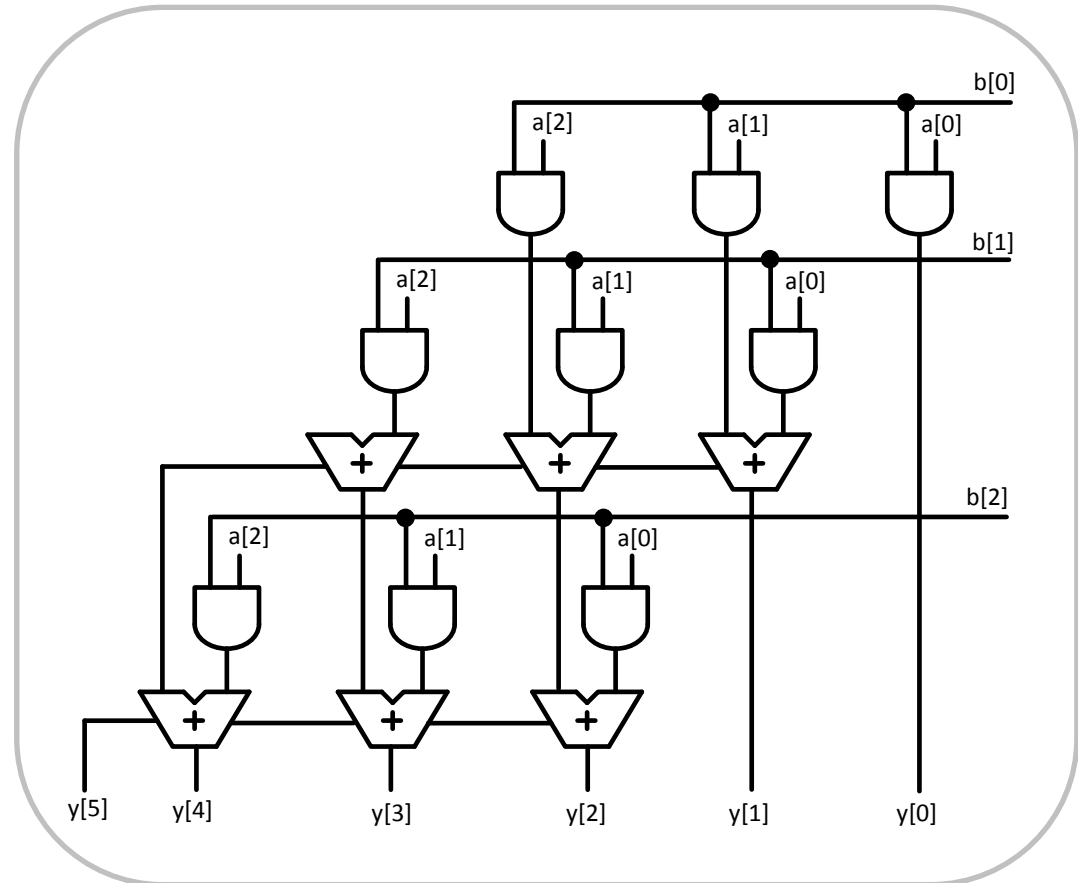 b[0]
a[2] a[1] a[0]
b[1]
a[2] a[1] a[0]
+ + +
b[2]
a[2] a[1] a[0]
+ + +
y[5] y[4] y[3] y[2] y[1] y[0]